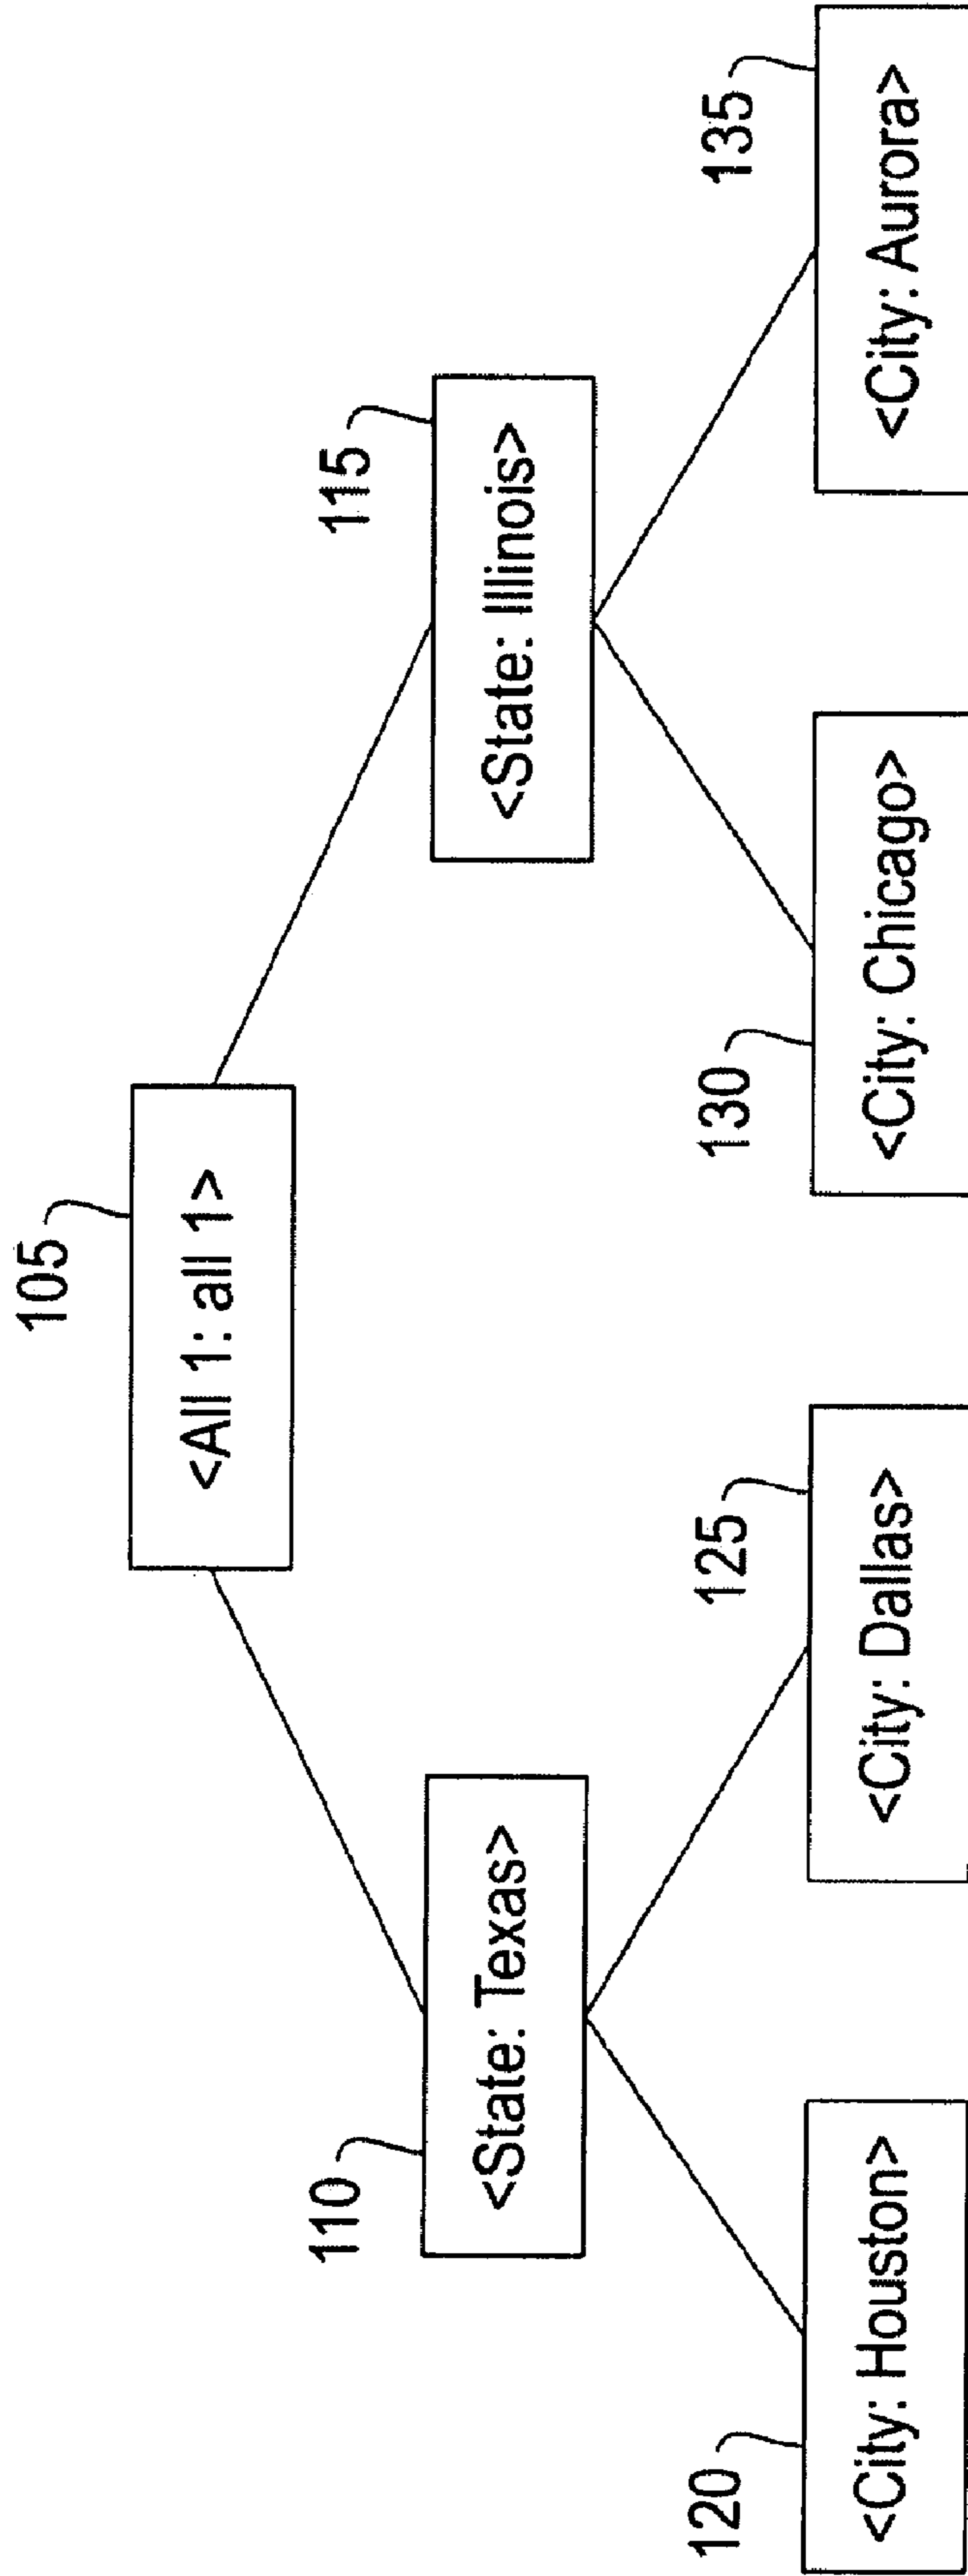 105
<All 1: all 1>
110
<State: Texas>
115
<State: Illinois>
120
<City: Houston>
125
<City: Dallas>
130
<City: Chicago>
135
<City: Aurora>